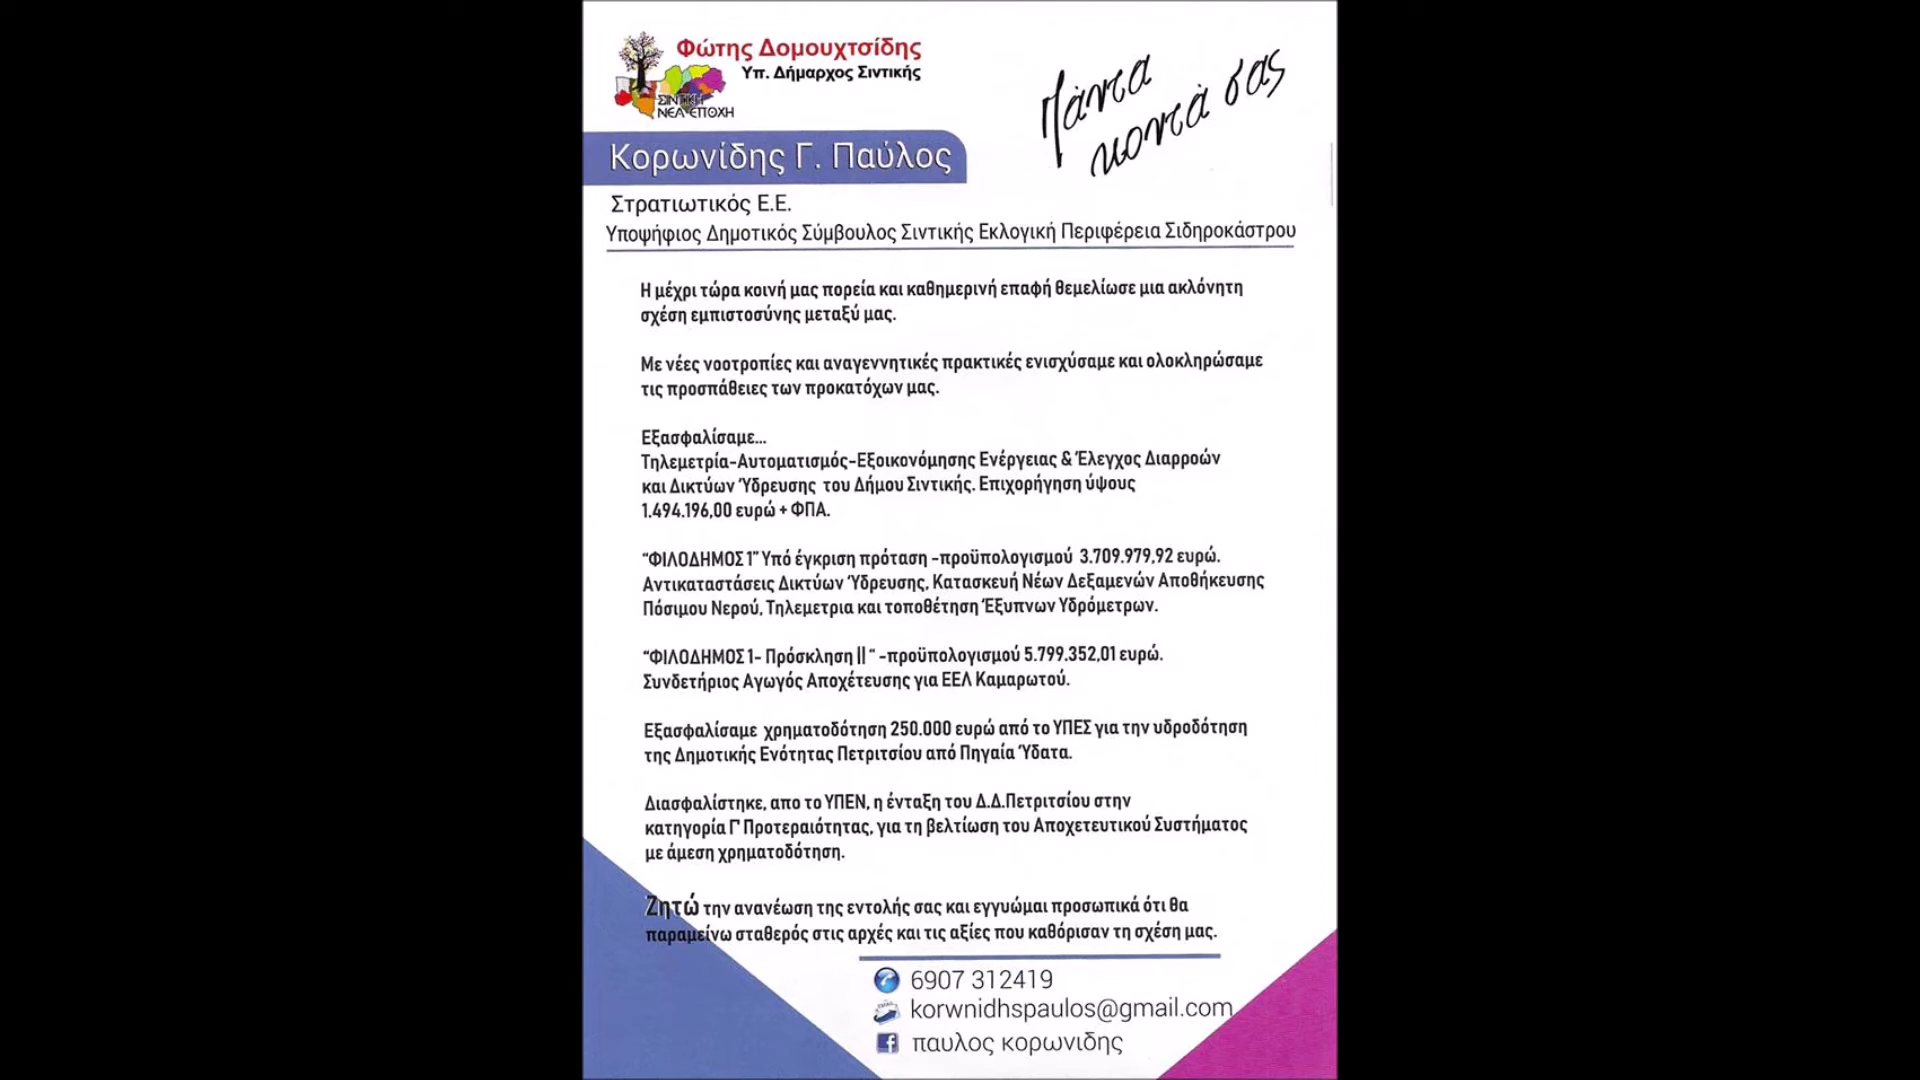 Φώτης Δομουχτσίδης
Υπ. Δήμαρχος Σιντικής
ΣΙΝΤΙΚΗ
ΝΕΑ ΕΠΟΧΗ
Πάντα
κοντά σας
Κορωνίδης Γ. Παύλος
Στρατιωτικός Ε.Ε.
Υποψήφιος Δημοτικός Σύμβουλος Σιντικής Εκλογική Περιφέρεια Σιδηροκάστρου
Η μέχρι τώρα κοινή μας πορεία και καθημερινή επαφή θεμελίωσε μια ακλόνητη
σχέση εμπιστοσύνης μεταξύ μας.
Με νέες νοοτροπίες και αναγεννητικές πρακτικές ενισχύσαμε και ολοκληρώσαμε
τις προσπάθειες των προκατόχων μας.
Εξασφαλίσαμε...
Τηλεμετρία-Αυτοματισμός-Εξοικονόμησης Ενέργειας & Έλεγχος Διαρροών
και Δικτύων Ύδρευσης του Δήμου Σιντικής. Επιχορήγηση ύψους
1.494.196,00 ευρώ + ΦΠΑ.
“ΦΙΛΟΔΗΜΟΣ 1” Υπό έγκριση πρόταση -προϋπολογισμού 3.709.979,92 ευρώ.
Αντικαταστάσεις Δικτύων Ύδρευσης, Κατασκευή Νέων Δεξαμενών Αποθήκευσης
Πόσιμου Νερού, Τηλεμετρια και τοποθέτηση Έξυπνων Υδρόμετρων.
“ΦΙΛΟΔΗΜΟΣ 1- Πρόσκληση || “ -προϋπολογισμού 5.799.352,01 ευρώ.
Συνδετήριος Αγωγός Αποχέτευσης για ΕΕΛ Καμαρωτού.
Εξασφαλίσαμε χρηματοδότηση 250.000 ευρώ από το ΥΠΕΣ για την υδροδότηση
της Δημοτικής Ενότητας Πετριτσίου από Πηγαία Ύδατα.
Διασφαλίστηκε, απο το ΥΠΕΝ, η ένταξη του Δ.Δ.Πετριτσίου στην
κατηγορία Γ' Προτεραιότητας, για τη βελτίωση του Αποχετευτικού Συστήματος
με άμεση χρηματοδότηση.
Ζητώ την ανανέωση της εντολής σας και εγγυώμαι προσωπικά ότι θα
παραμείνω σταθερός στις αρχές και τις αξίες που καθόρισαν τη σχέση μας.
6907 312419
korwnidhspaulos@gmail.com
παυλος κορωνιδης